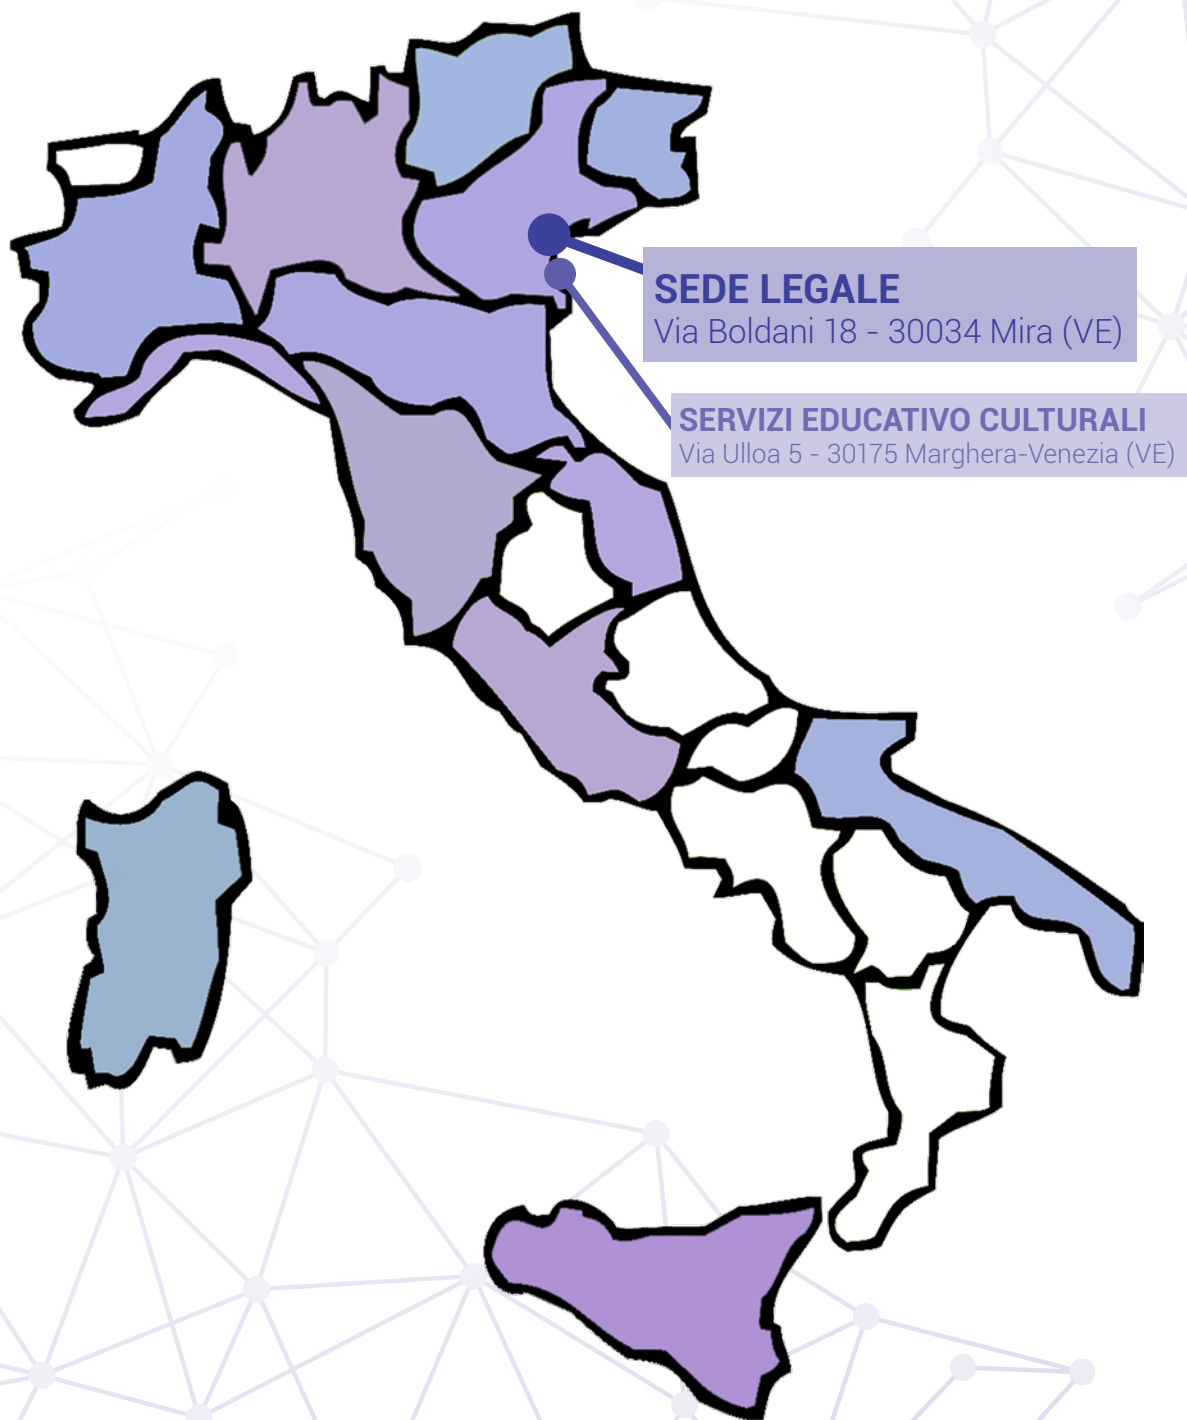 SEDE LEGALE
Via Boldani 18 - 30034 Mira (VE)
SERVIZI EDUCATIVO CULTURALI
Via Ulloa 5 - 30175 Marghera-Venezia (VE)